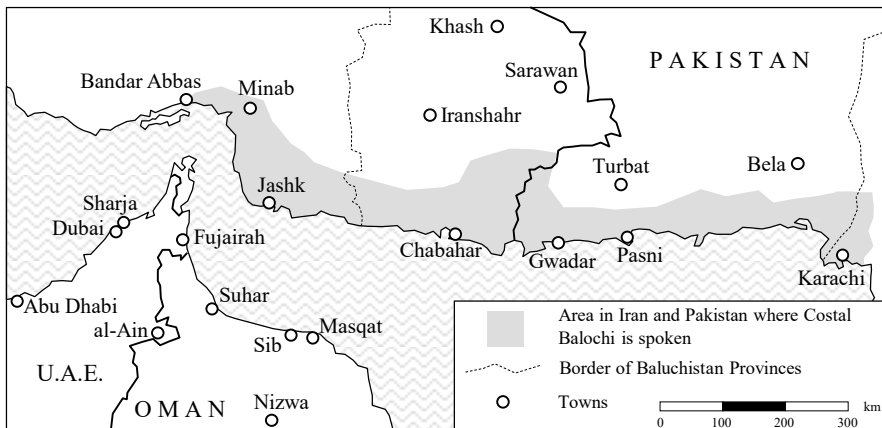 Khash
Sarawan
PAKISTAN
Bandar Abbas
Minab
Iranshahr
Turbat
Bela
Jashk
Sharja
Dubai
Fujairah
Chabahar
Gwadar
Pasni
Karachi
Abu Dhabi
Suhar
al-Ain
Sib
Masqat
U.A.E.
OMAN
Nizwa
Area in Iran and Pakistan where Costal
Balochi is spoken
Border of Baluchistan Provinces
Towns
km
0 100 200 300